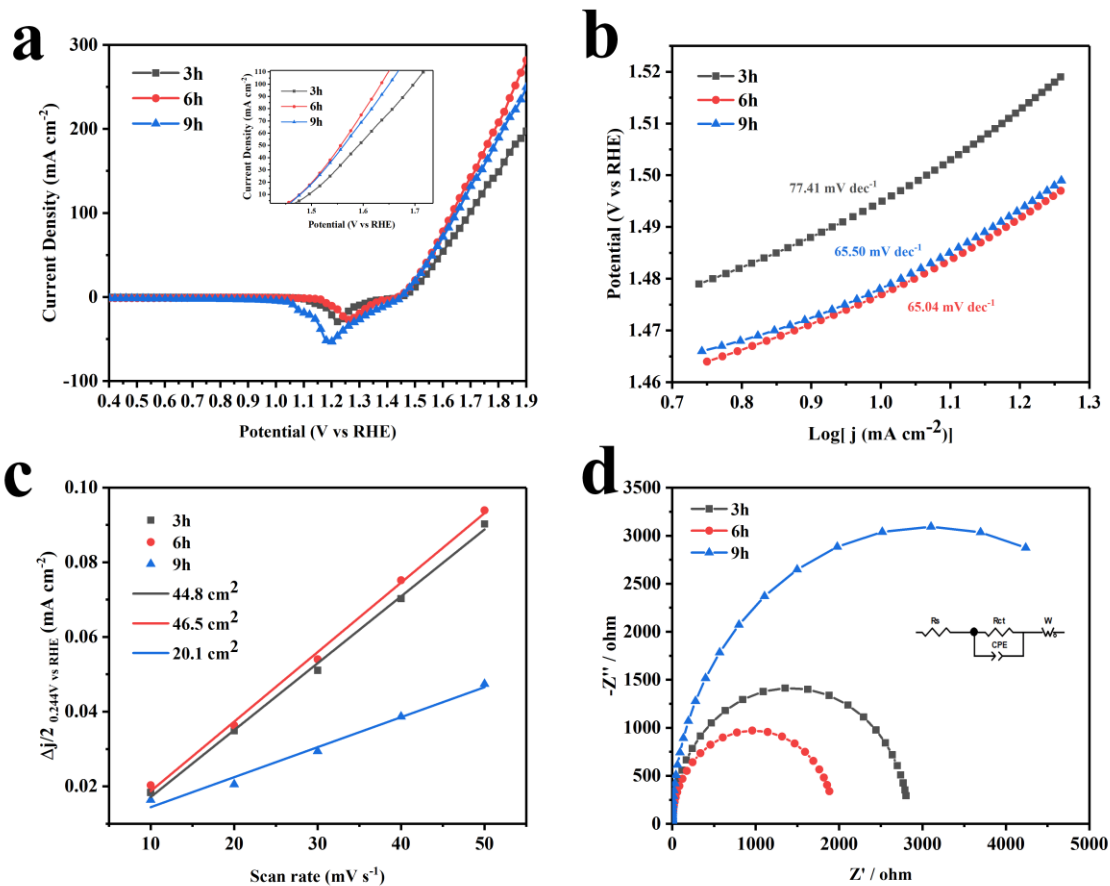 a
Current Density (mA cm-2)
300
200
100
0
-100
3h
6h
9h
Current Density (mA cm-2)
110
100
90
80
70
60
50
40
30
20
10
3h
6h
9h
1.5
1.6
1.7
Potential (V vs RHE)
0.4 0.5 0.6 0.7 0.8 0.9 1.0 1.1 1.2 1.3 1.4 1.5 1.6 1.7 1.8 1.9
Potential (V vs RHE)
b
Potential (V vs RHE)
1.52
1.51
1.50
1.49
1.48
1.47
1.46
3h
6h
9h
77.41 mV dec-1
65.50 mV dec-1
65.04 mV dec-1
0.7 0.8 0.9 1.0 1.1 1.2 1.3
Log[ j (mA cm-2)]
c
Δj/2 0.244V vs RHE (mA cm-2)
0.10
0.08
0.06
0.04
0.02
3h
6h
9h
44.8 cm2
46.5 cm2
20.1 cm2
10 20 30 40 50
Scan rate (mV s-1)
d
-Z'' / ohm
3500
3000
2500
2000
1500
1000
500
0
3h
6h
9h
Rs
Rct
W
CPE
0 1000 2000 3000 4000 5000
Z' / ohm